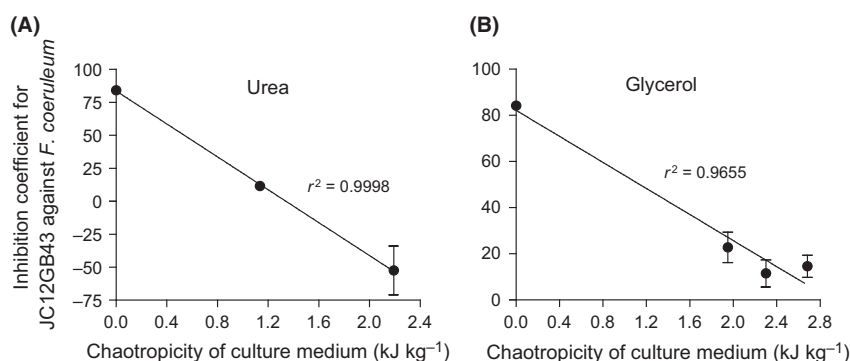 (A)
Inhibition coefficient for
JC12GB43 against F. coeruleum
100
75
50
25
0
–25
–50
–75
Urea
r² = 0.9998
0.0 0.4 0.8 1.2 1.6 2.0 2.4
Chaotropicity of culture medium (kJ kg⁻¹)
(B)
100
80
60
40
20
0
Glycerol
r² = 0.9655
0.0 0.4 0.8 1.2 1.6 2.0 2.4 2.8
Chaotropicity of culture medium (kJ kg⁻¹)